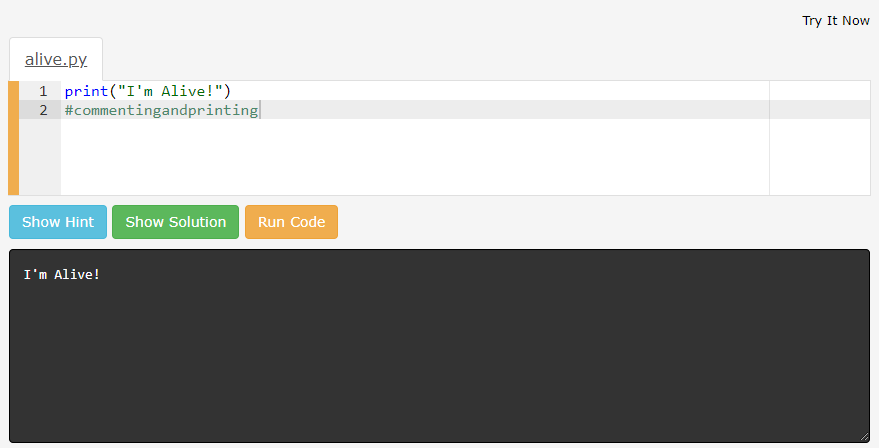 Try It Now
alive.py
1 print("I'm Alive!")
2 #commentingandprinting
Show Hint Show Solution Run Code
I'm Alive!